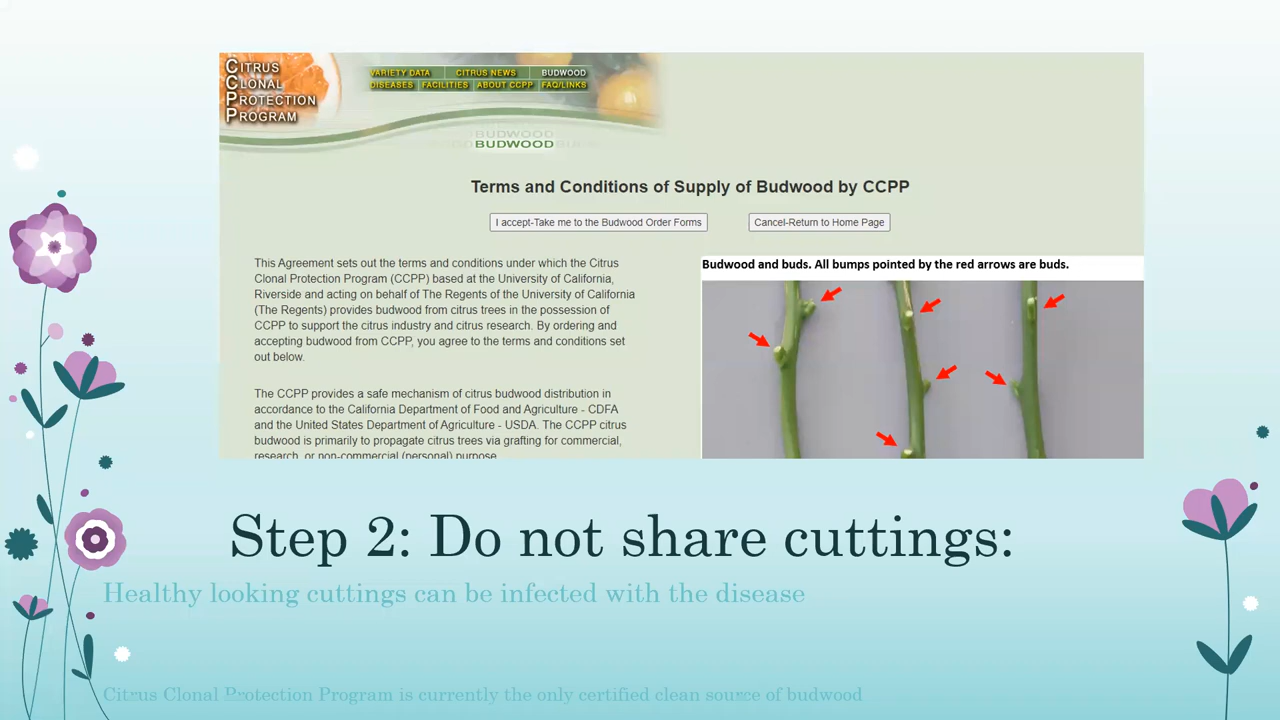 CITRUS
CLONAL
PROTECTION
PROGRAM
VARIETY DATA CITRUS NEWS BUDWOOD
DISEASES FACILITIES ABOUT CCPP FAQ/LINKS
BUDWOOD
BUDWOOD
Terms and Conditions of Supply of Budwood by CCPP
I accept-Take me to the Budwood Order Forms
Cancel-Return to Home Page
This Agreement sets out the terms and conditions under which the Citrus
Clonal Protection Program (CCPP) based at the University of California,
Riverside and acting on behalf of The Regents of the University of California
(The Regents) provides budwood from citrus trees in the possession of
CCPP to support the citrus industry and citrus research. By ordering and
accepting budwood from CCPP, you agree to the terms and conditions set
out below.
The CCPP provides a safe mechanism of citrus budwood distribution in
accordance to the California Department of Food and Agriculture - CDFA
and the United States Department of Agriculture - USDA. The CCPP citrus
budwood is primarily to propagate citrus trees via grafting for commercial,
research, or non-commercial (personal) purpose.
Budwood and buds. All bumps pointed by the red arrows are buds.
Step 2: Do not share cuttings:
Healthy looking cuttings can be infected with the disease
Citrus Clonal Protection Program is currently the only certified clean source of budwood